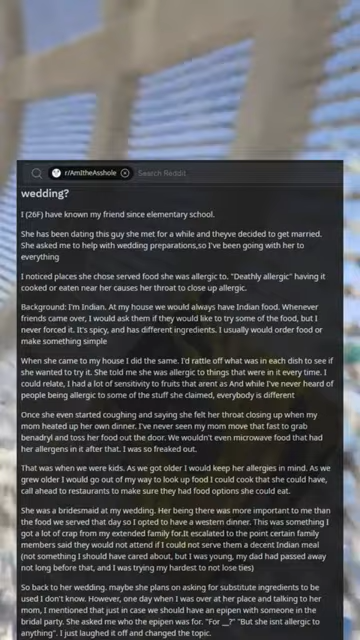 r/AmItheAsshole Search Reddit
wedding?
I (26F) have known my friend since elementary school.
She has been dating this guy she met for a while and theyve decided to get married.
She asked me to help with wedding preparations,so I've been going with her to
everything
I noticed places she chose served food she was allergic to. "Deathly allergic" having it
cooked or eaten near her causes her throat to close up.
Background: I'm Indian. At my house we would always have Indian food. Whenever
friends came over, I would ask them if they would like to try some of the food, but I
never forced it. It's spicy, and has different ingredients. I usually would order food or
make something simple
When she came to my house I did the same. I'd rattle off what was in each dish to see if
she wanted to try it. She told me she was allergic to things that were in it every time. I
could relate, I had a lot of sensitivity to fruits that arent as And while I've never heard of
people being allergic to some of the stuff she claimed, everybody is different
Once she even started coughing and saying she felt her throat closing up when my
mom heated up her own dinner. I've never seen my mom move that fast to grab
benadryl and toss her food out the door. We wouldn't even microwave food that had
her allergens in it after that. I was so freaked out.
That was when we were kids. As we got older I would keep her allergies in mind. As we
grew older I would go out of my way to look up food I could cook that she could have,
call ahead to restaurants to make sure they had food options she could eat.
She was a bridesmaid at my wedding. Her being there was more important to me than
the food we served that day so I opted to have a western dinner. This was something I
got a lot of crap from my extended family for.It escalated to the point certain family
members said they would not attend if I could not serve them a decent Indian meal
(not something I should have cared about, but I was young, my dad had passed away
not long before that, and I was trying my hardest to not lose ties)
So back to her wedding. maybe she plans on asking for substitute ingredients to be
used I don't know. However, one day when I was over at her place and talking to her
mom, I mentioned that just in case we should have an epipen with someone in the
bridal party. She asked me who the epipen was for. "For __?" "But she isnt allergic to
anything". I just laughed it off and changed the topic.